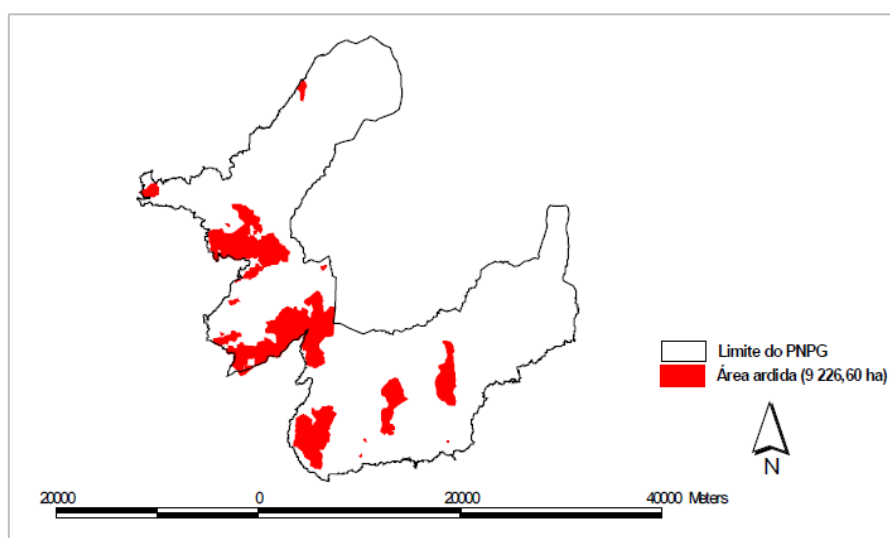 Limite do PNPG
Área ardida (9 226,60 ha)
N
20000 0 20000 40000 Meters